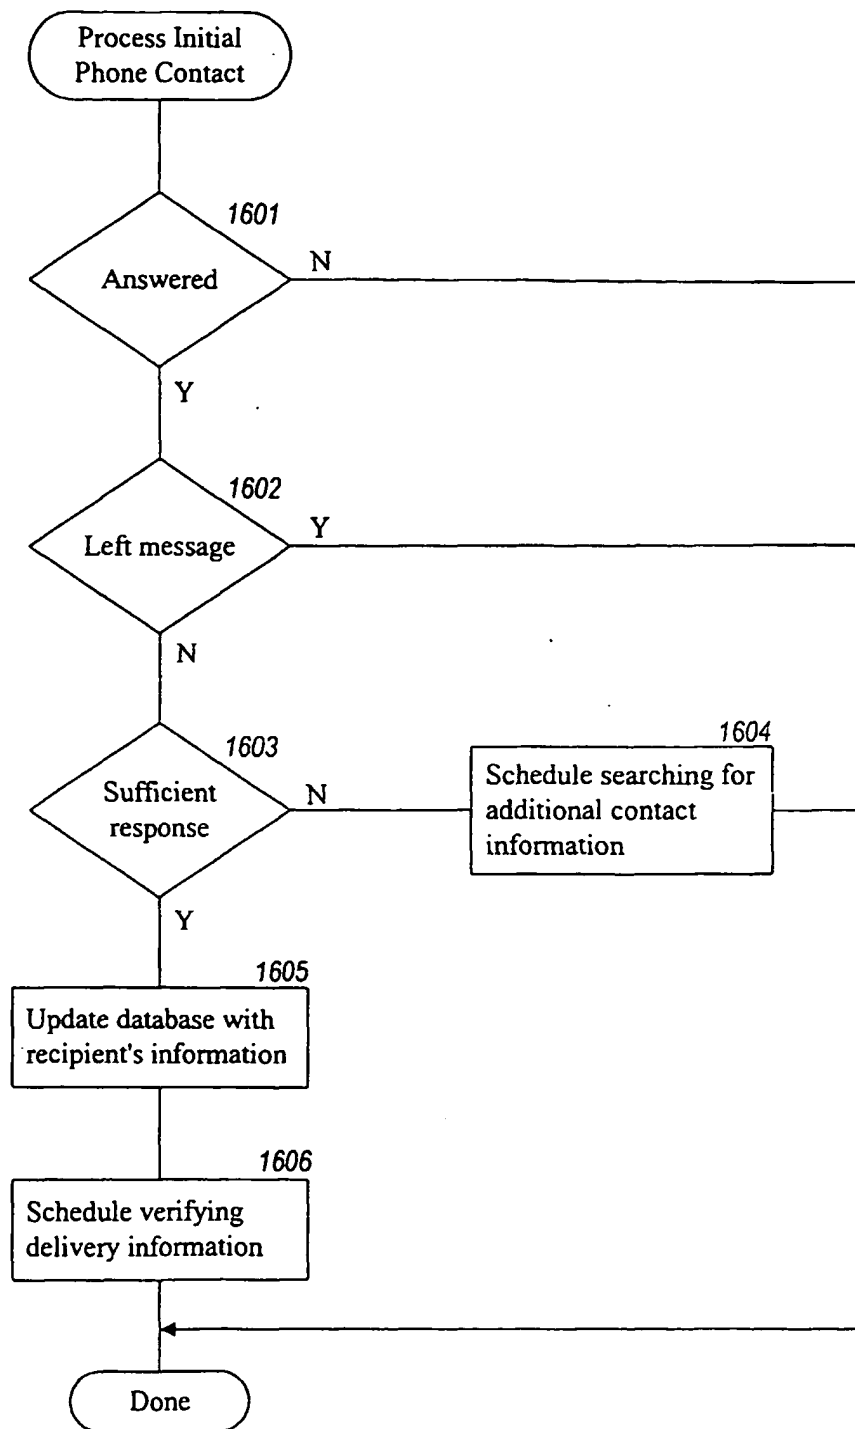 Process Initial
Phone Contact
1601
Answered
N
Y
1602
Left message
Y
N
1603
Sufficient
response
N
1604
Schedule searching for
additional contact
information
Y
1605
Update database with
recipient's information
1606
Schedule verifying
delivery information
Done